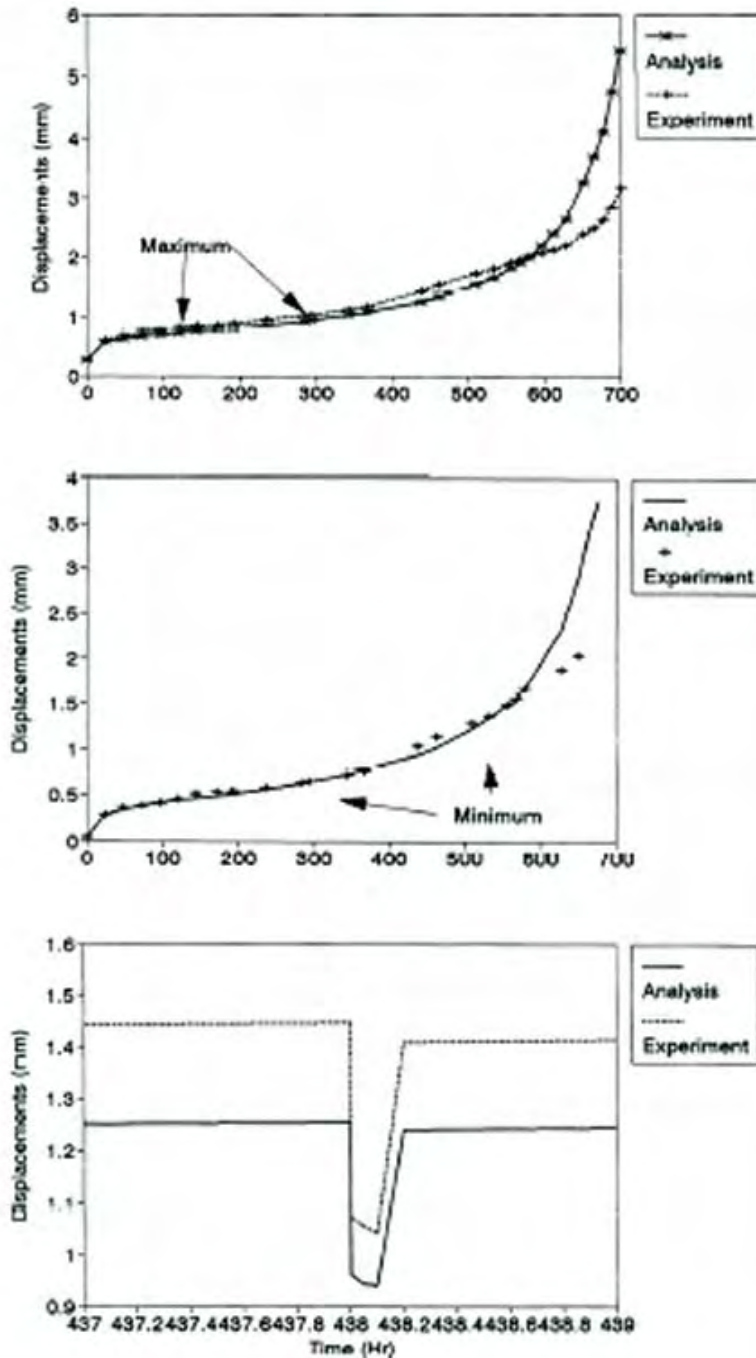 6
5
4
3
2
1
0
Displacements (mm)
Maximum
0 100 200 300 400 500 600 700
Analysis
Experiment
4
3.5
3
2.5
2
1.5
1
0.5
0
Displacements (mm)
Minimum
0 100 200 300 400 500 600 700
Analysis
Experiment
1.6
1.5
1.4
1.3
1.2
1.1
1
0.9
Displacements (mm)
437 437.2 437.4 437.6 437.8 438 438.2 438.4 438.6 438.8 439
Time (Hr)
Analysis
Experiment